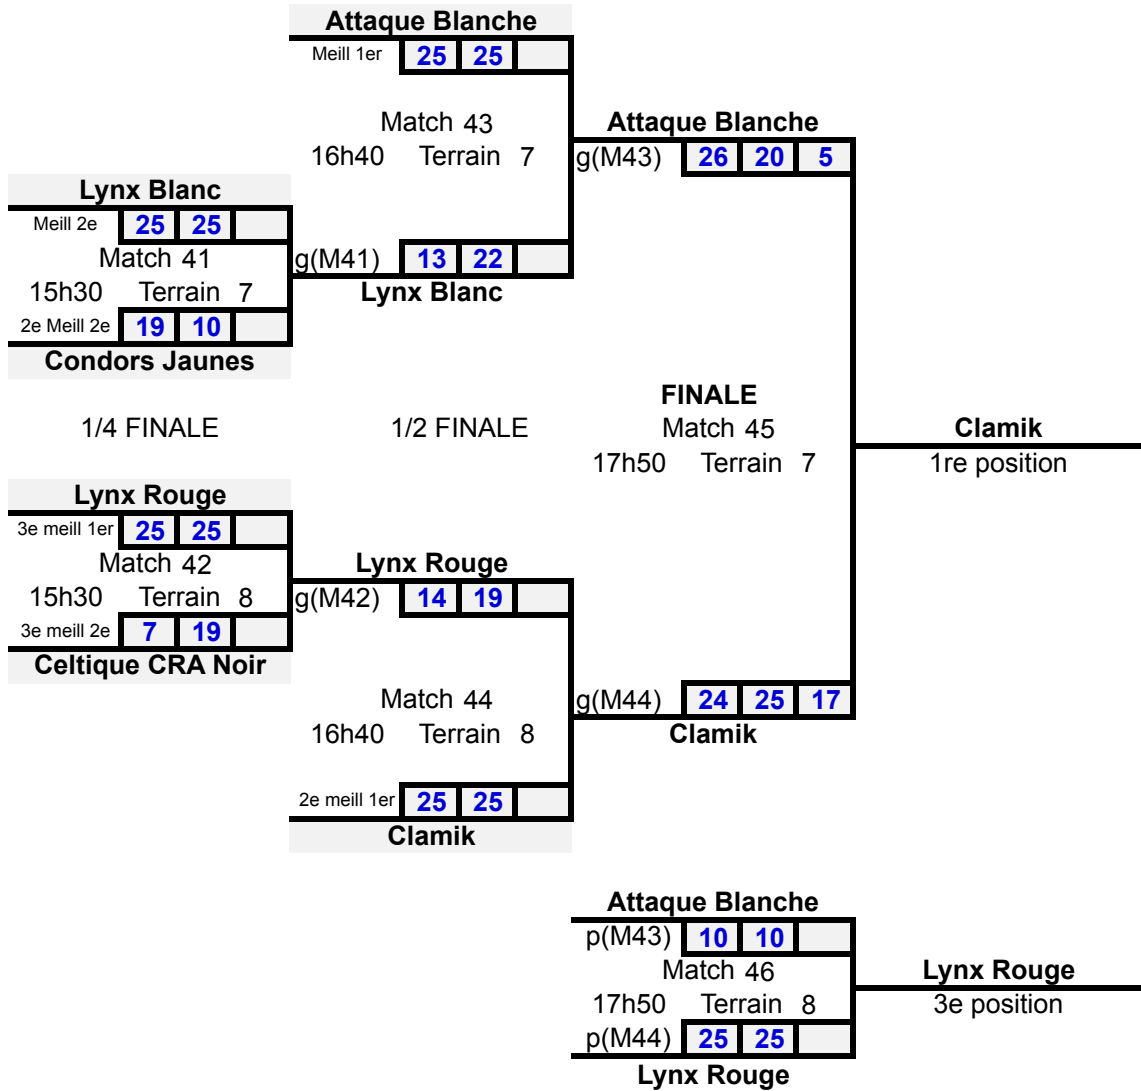 Attaque Blanche
Meill 1er 25 25
Match 43
16h40 Terrain 7
Attaque Blanche
g(M43) 26 20 5
Lynx Blanc
Meill 2e 25 25
Match 41
15h30 Terrain 7
2e Meill 2e 19 10
Condors Jaunes
g(M41) 13 22
Lynx Blanc
1/4 FINALE
1/2 FINALE
FINALE
Match 45
17h50 Terrain 7
Clamik
1re position
Lynx Rouge
3e meill 1er 25 25
Match 42
15h30 Terrain 8
3e meill 2e 7 19
Celtique CRA Noir
Lynx Rouge
g(M42) 14 19
Match 44
16h40 Terrain 8
2e meill 1er 25 25
Clamik
g(M44) 24 25 17
Clamik
Attaque Blanche
p(M43) 10 10
Match 46
17h50 Terrain 8
p(M44) 25 25
Lynx Rouge
Lynx Rouge
3e position